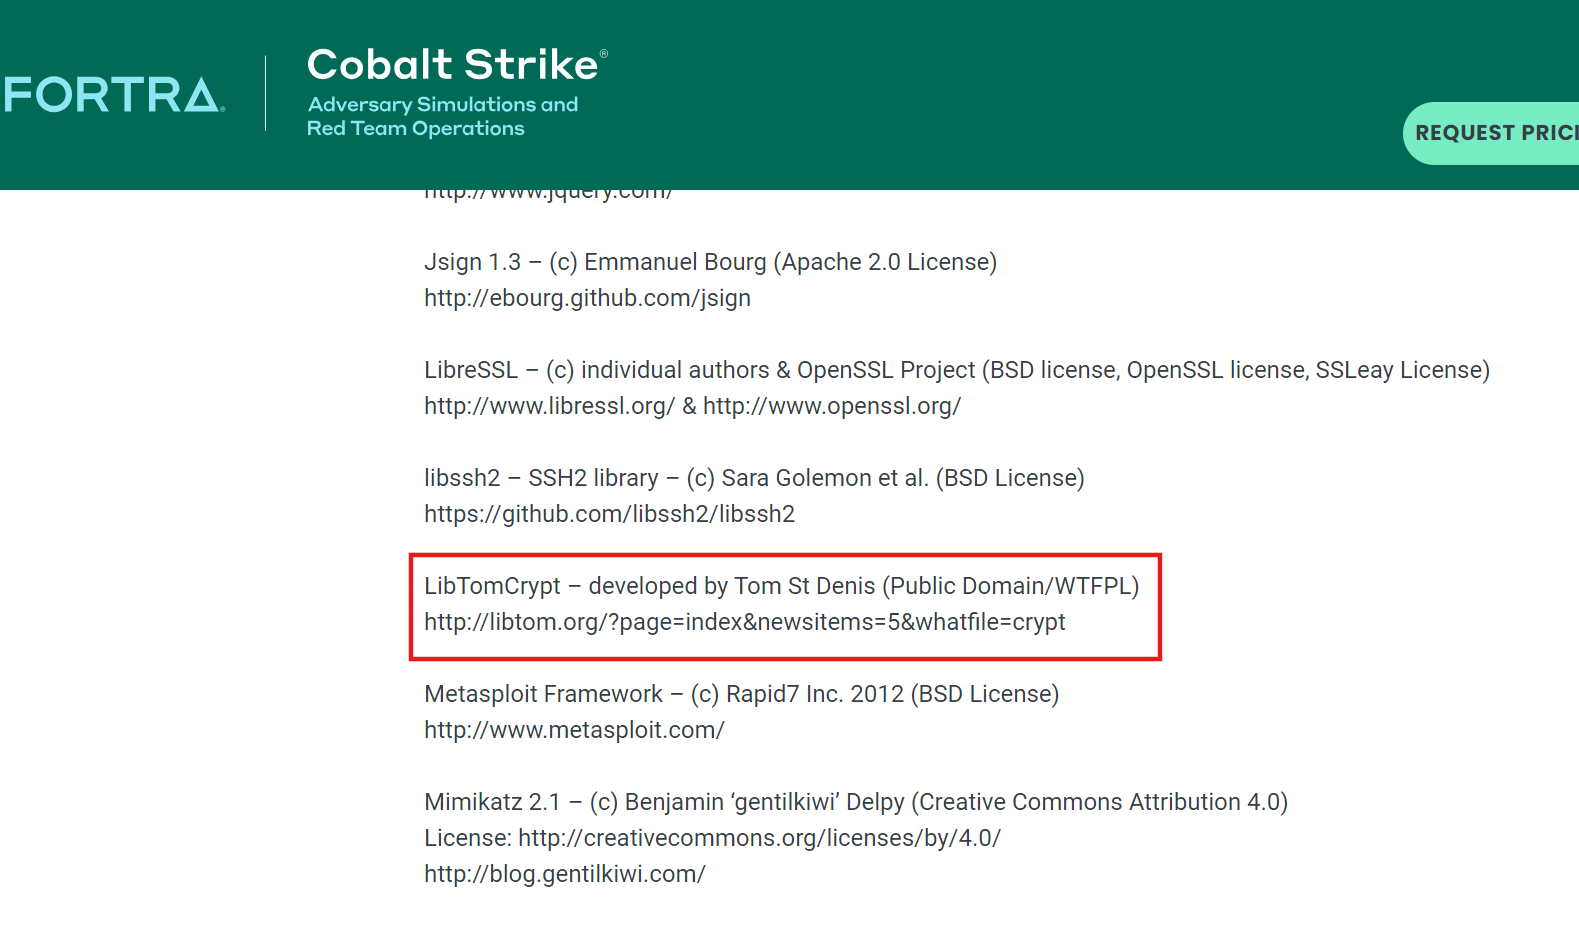 FORTRA®
Cobalt Strike®
Adversary Simulations and
Red Team Operations
REQUEST PRICI
http://www.jquery.com/
Jsign 1.3 – (c) Emmanuel Bourg (Apache 2.0 License)
http://ebourg.github.com/jsign
LibreSSL – (c) individual authors & OpenSSL Project (BSD license, OpenSSL license, SSLeay License)
http://www.libressl.org/ & http://www.openssl.org/
libssh2 – SSH2 library – (c) Sara Golemon et al. (BSD License)
https://github.com/libssh2/libssh2
LibTomCrypt – developed by Tom St Denis (Public Domain/WTFPL)
http://libtom.org/?page=index&newsitems=5&whatfile=crypt
Metasploit Framework – (c) Rapid7 Inc. 2012 (BSD License)
http://www.metasploit.com/
Mimikatz 2.1 – (c) Benjamin ‘gentilkiwi’ Delpy (Creative Commons Attribution 4.0)
License: http://creativecommons.org/licenses/by/4.0/
http://blog.gentilkiwi.com/